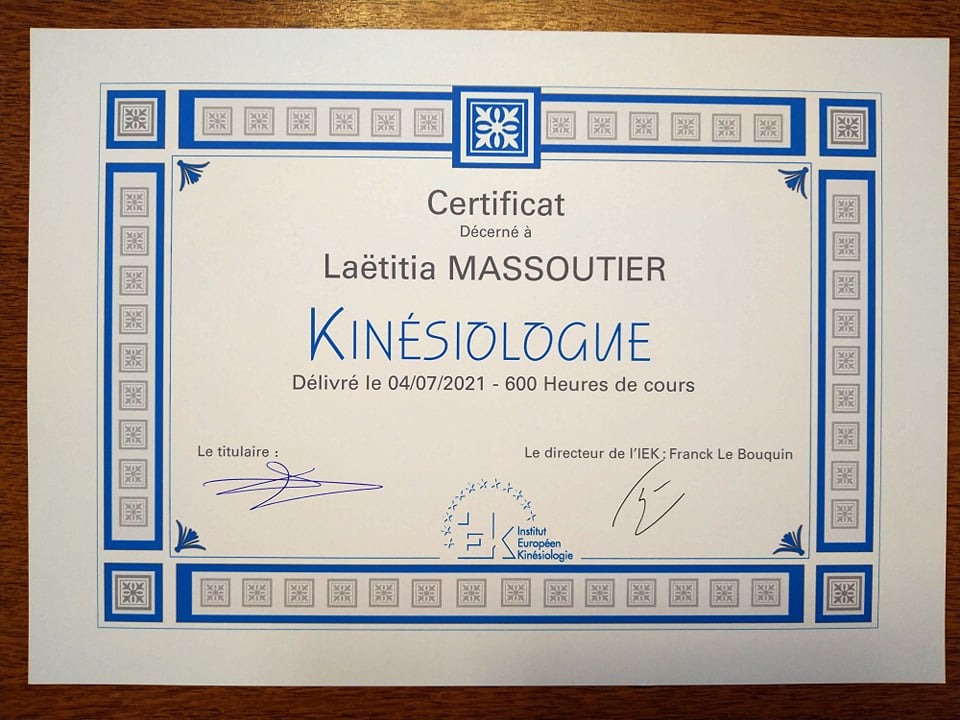 Certificat
Décerné à
Laëtitia MASSOUTIER
KINÉSIOLOGUE
Délivré le 04/07/2021 - 600 Heures de cours
Le titulaire :
Le directeur de l'IEK : Franck Le Bouquin
IEK
Institut
Européen
Kinésiologie